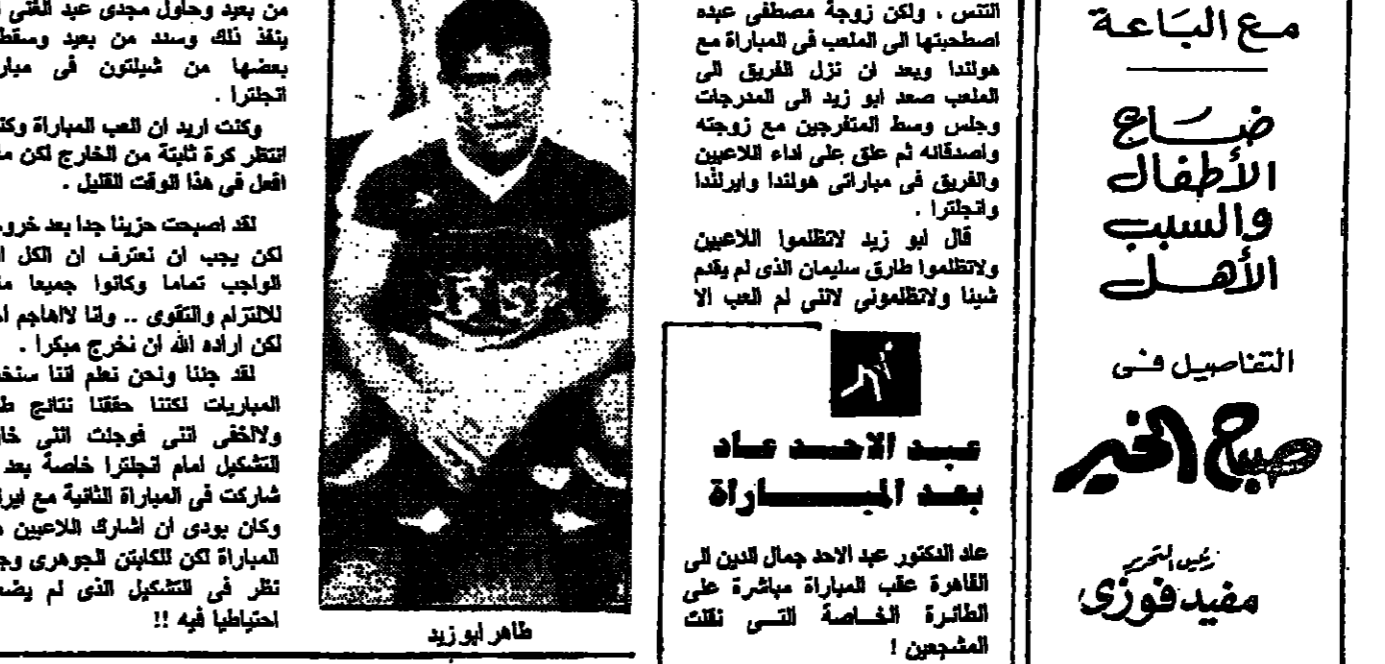 مع الباعة
ضاع
الأطفال
والسبب
الأهل
التفاصيل فى
صباح الخير
رئيس التحرير
مفيد فوزى
التنس ، ولكن زوجة مصطفى عبده
اصطحبتها الى الملعب فى المباراة مع
هولندا وبعد ان نزل الفريق الى
الملعب صعد ابو زيد الى المدرجات
وجلس وسط المتفرجين مع زوجته
واصدقائه ثم علق على اداء اللاعبين
والفريق فى مباراتى هولندا وايرلندا
وانجلترا .
قال ابو زيد لاتظلموا اللاعبين
ولاتظلموا طارق سليمان الذى لم يقدم
شيئا ولاتظلمونى لاننى لم العب الا
عبد الاحد عاد
بعد المباراة
عاد الدكتور عبد الاحد جمال الدين الى
القاهرة عقب المباراة مباشرة على
الطائرة الخاصة التى نقلت
المشجعين !
طاهر ابو زيد
من بعيد وحاول مجدى عبد الغنى
ينفذ ذلك وسدد من بعيد وسقط
بعضها من شيلتون فى مبار
انجلترا .
وكنت اريد ان العب المباراة وكن
انتظر كرة ثابتة من الخارج لكن م
افعل فى هذا الوقت القليل .
لقد اصبحت حزينا جدا بعد خرو
لكن يجب ان نعترف ان الكل ا
الواجب تماما وكانوا جميعا م
للالتزام والتقوى .. وانا لااهاجم ا
لكن اراده الله ان نخرج مبكرا .
لقد جئنا ونحن نعلم اننا سنخ
المباريات لكننا حققنا نتائج ط
ولااخفى اننى فوجئت اننى خا
التشكيل امام انجلترا خاصة بعد
شاركت فى المباراة الثانية مع اير
وكان بودى ان اشارك اللاعبين
المباراة لكن للكابتن الجوهرى وج
نظر فى التشكيل الذى لم يضع
احتياطيا فيه !!